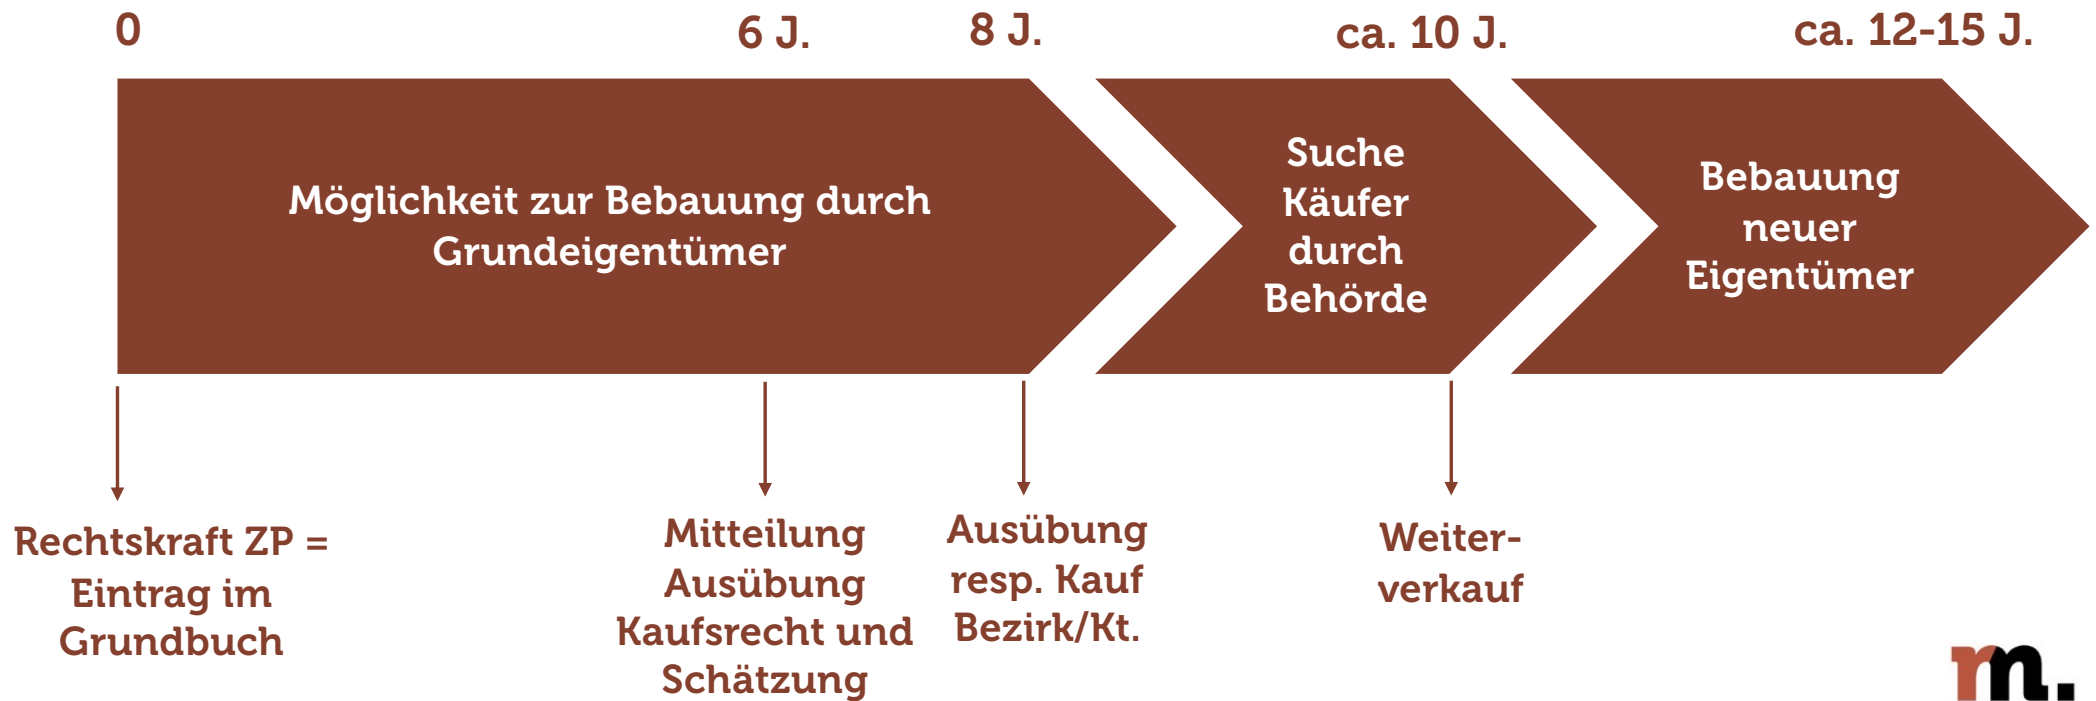 0
6 J.
8 J.
ca. 10 J.
ca. 12-15 J.
Möglichkeit zur Bebauung durch
Grundeigentümer
Suche
Käufer
durch
Behörde
Bebauung
neuer
Eigentümer
Rechtskraft ZP =
Eintrag im
Grundbuch
Mitteilung
Ausübung
Kaufsrecht und
Schätzung
Ausübung
resp. Kauf
Bezirk/Kt.
Weiter-
verkauf
rm.